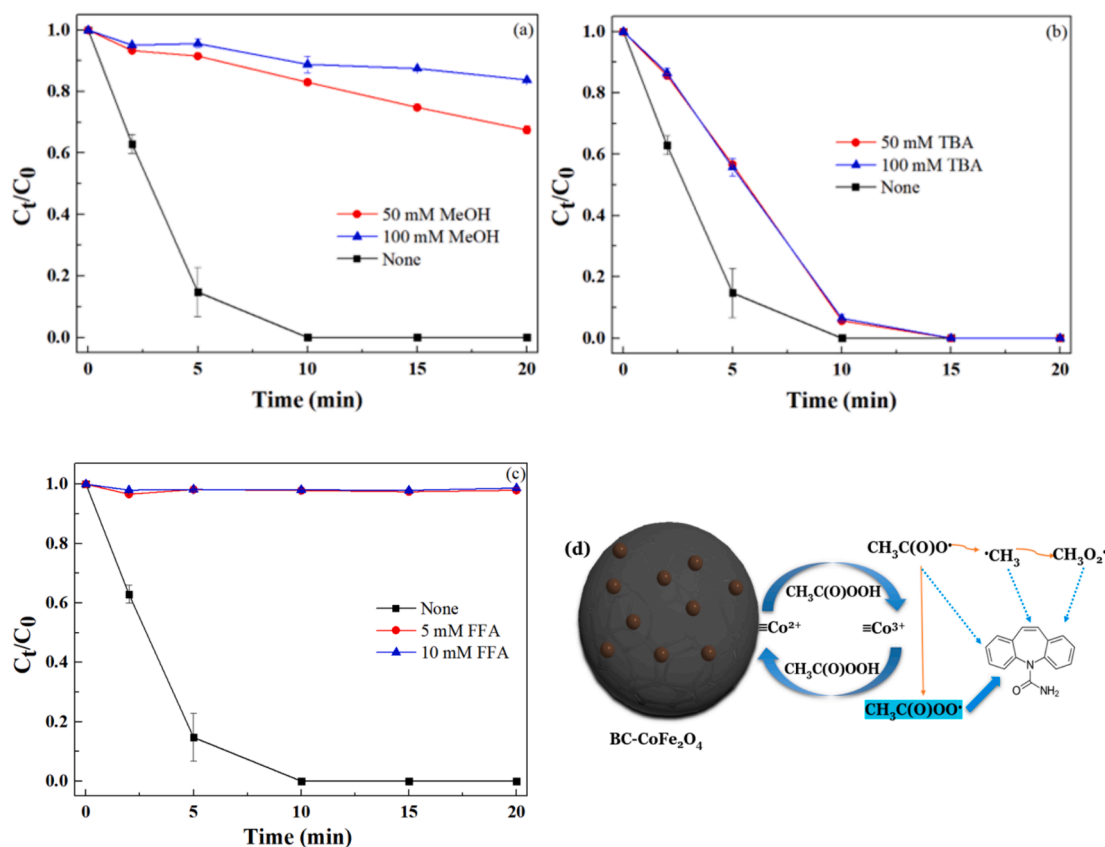 (a)
1.0
0.8
0.6
0.4
0.2
0.0
Ct/C0
50 mM MeOH
100 mM MeOH
None
0 5 10 15 20
Time (min)
(b)
1.0
0.8
0.6
0.4
0.2
0.0
Ct/C0
50 mM TBA
100 mM TBA
None
0 5 10 15 20
Time (min)
(c)
1.0
0.8
0.6
0.4
0.2
0.0
Ct/C0
None
5 mM FFA
10 mM FFA
0 5 10 15 20
Time (min)
(d)
CH₃C(O)O• •CH₃ CH₃O₂•
CH₃C(O)OOH
≡Co²⁺ ≡Co³⁺
CH₃C(O)OOH
N
O NH₂
CH₃C(O)OO•
BC-CoFe₂O₄